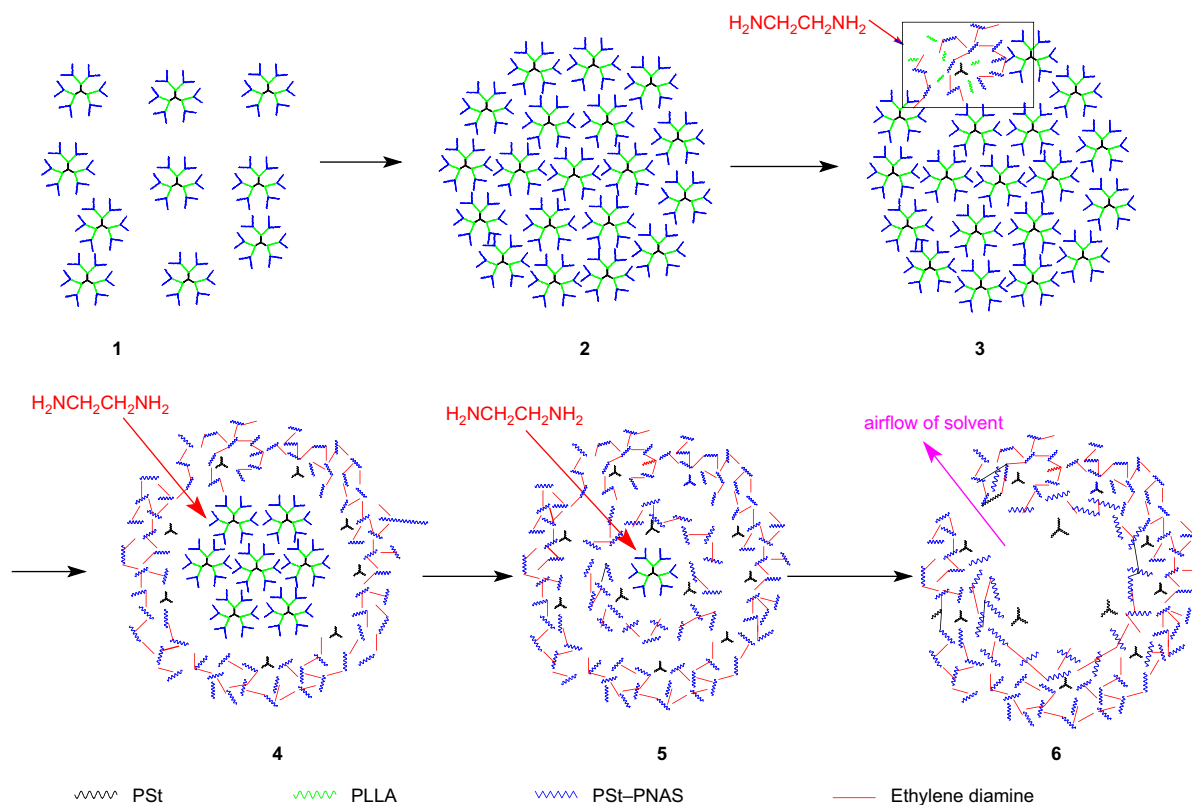 H₂NCH₂CH₂NH₂
1
2
3
H₂NCH₂CH₂NH₂
H₂NCH₂CH₂NH₂
airflow of solvent
4
5
6
PSt
PLLA
PSt–PNAS
Ethylene diamine